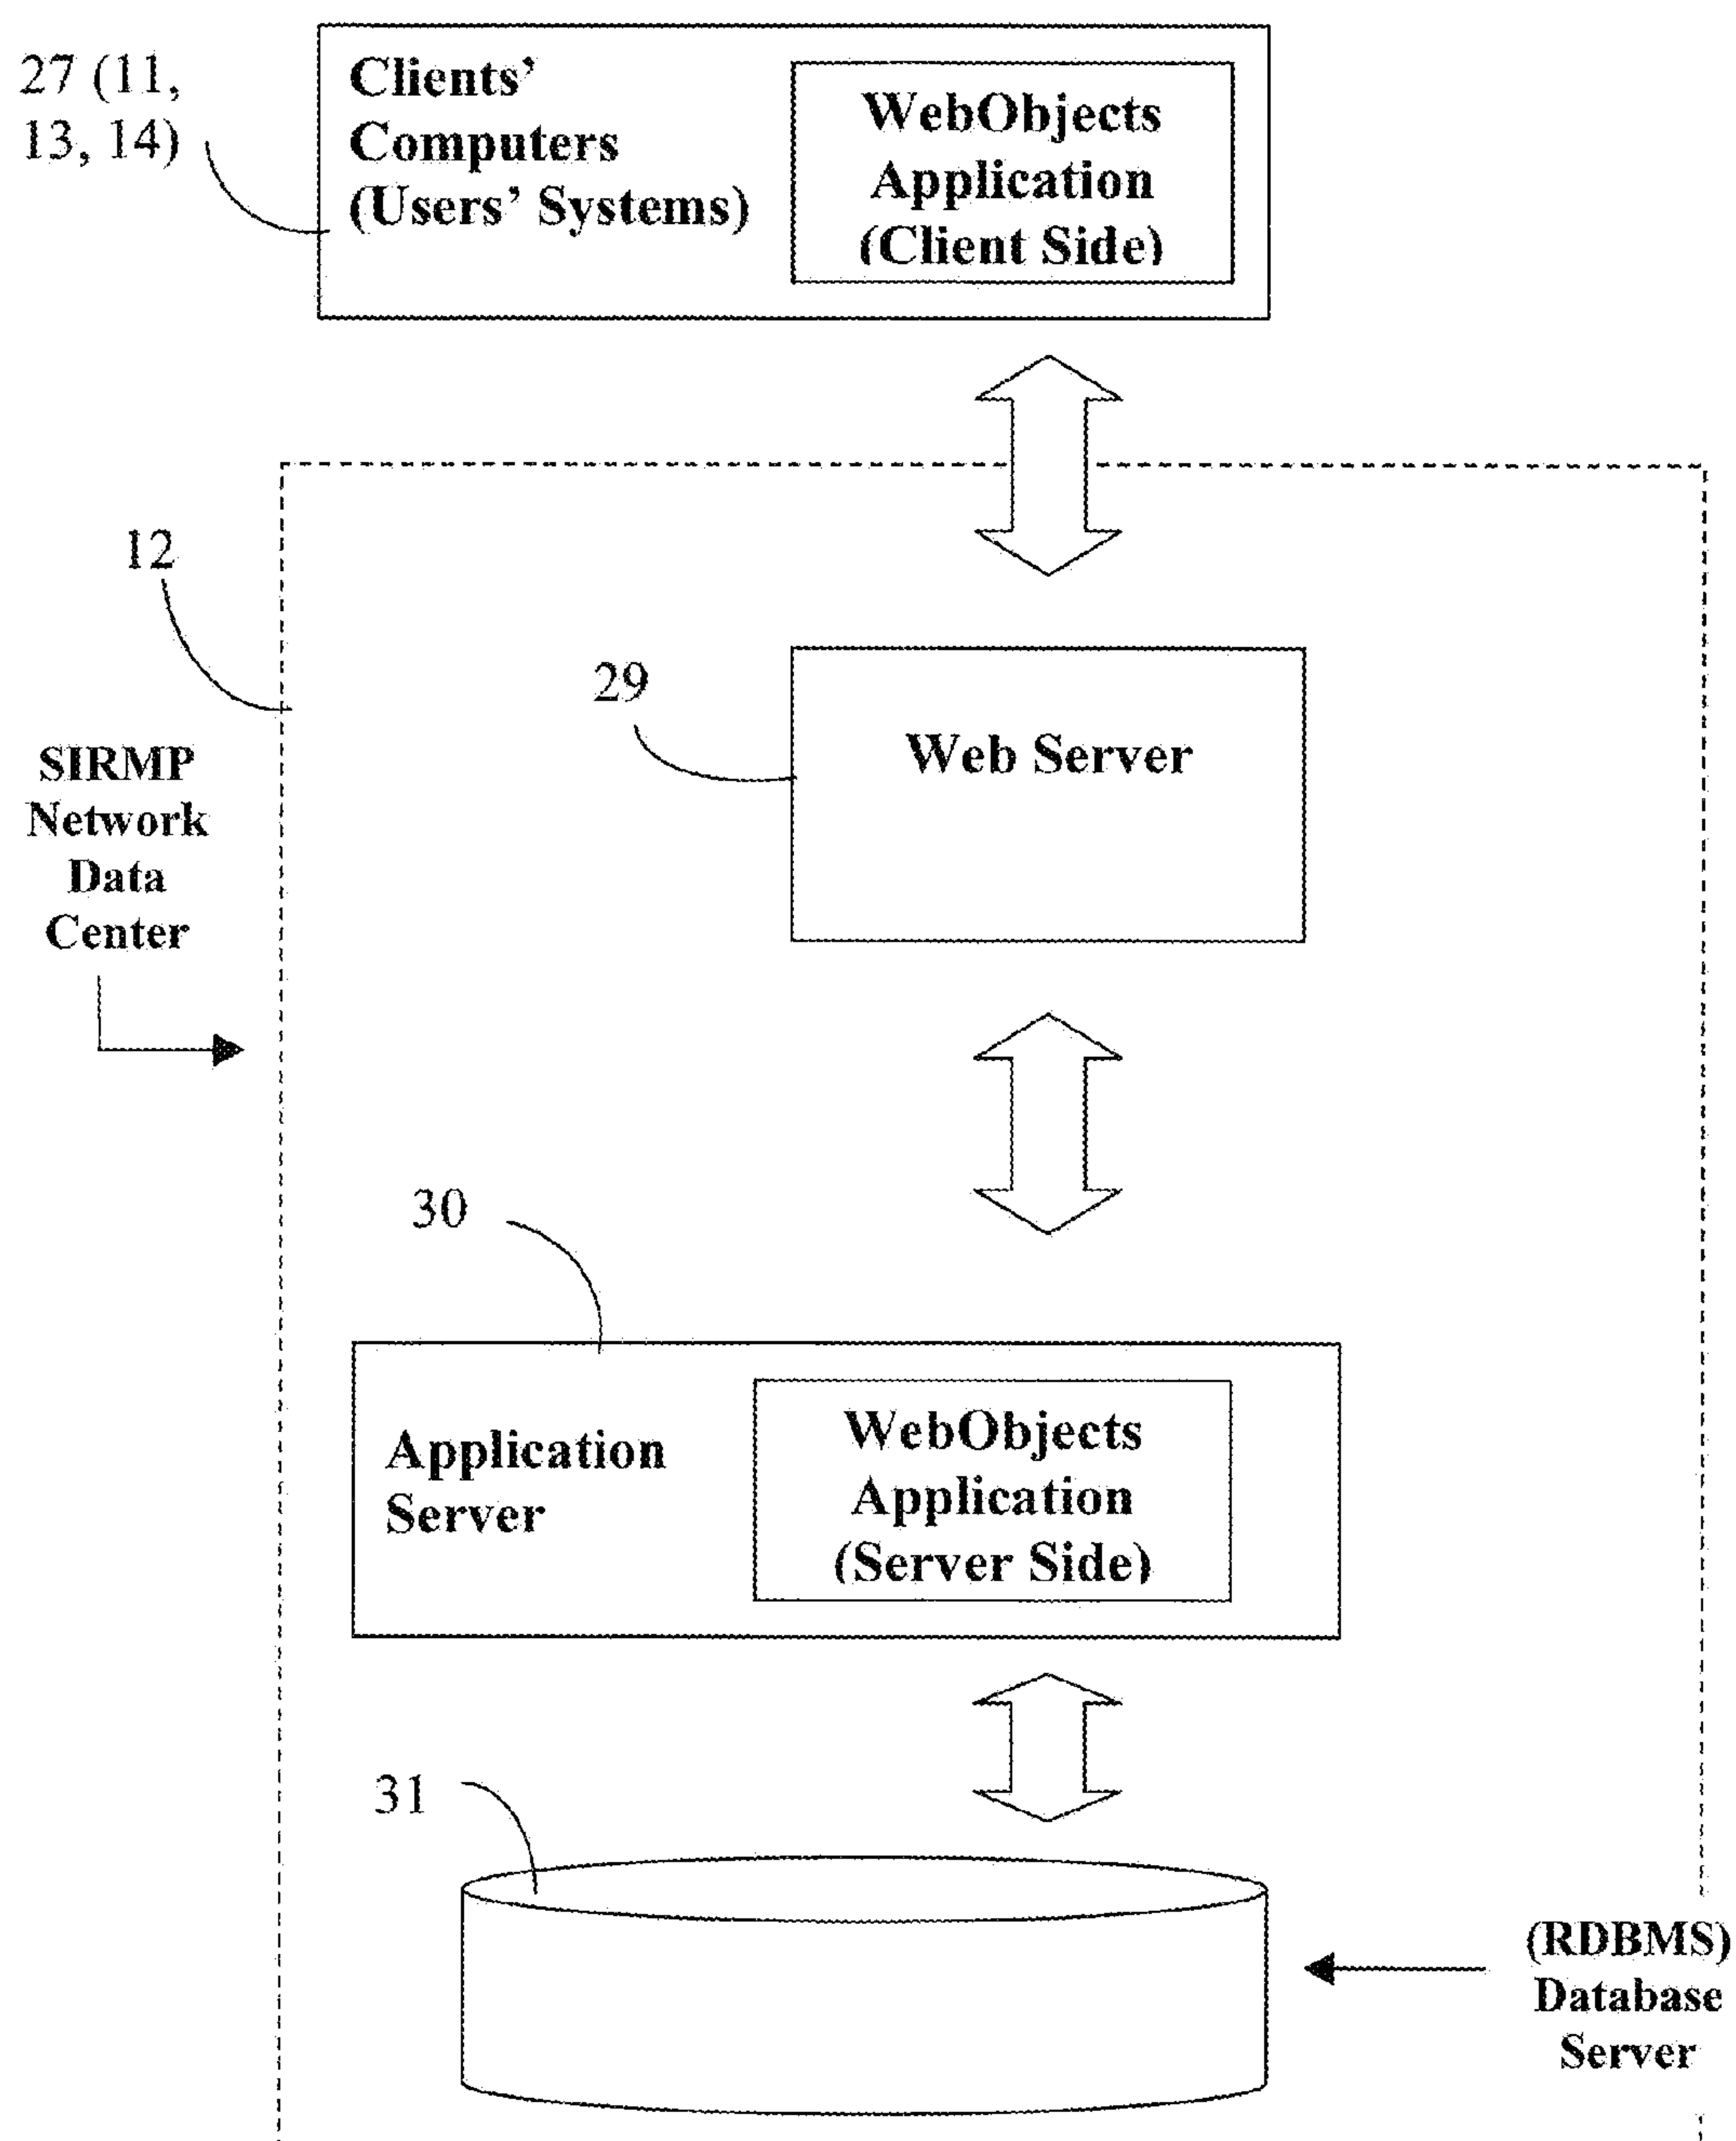 27 (11,
13, 14)
Clients’
Computers
(Users’ Systems)
WebObjects
Application
(Client Side)
12
29
SIRMP
Network
Data
Center
Web Server
30
Application
Server
WebObjects
Application
(Server Side)
31
(RDBMS)
Database
Server